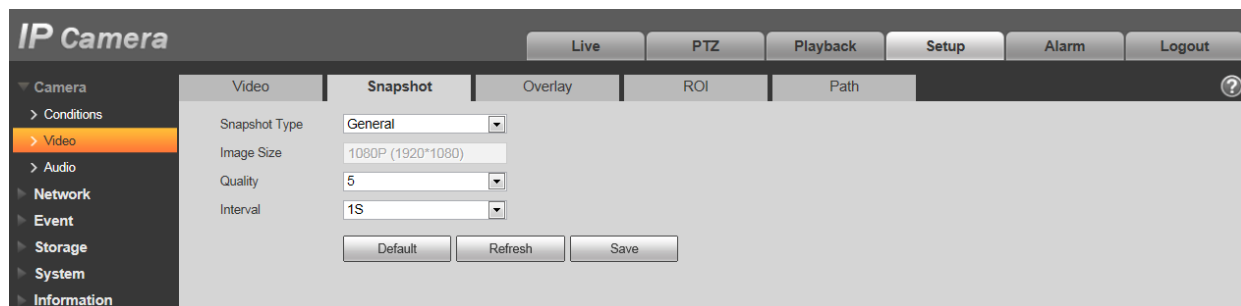 IP Camera
Live PTZ Playback Setup Alarm Logout
Camera
Conditions
Video
Audio
Network
Event
Storage
System
Information
Video Snapshot Overlay ROI Path ?
Snapshot Type General
Image Size 1080P (1920*1080)
Quality 5
Interval 1S
Default Refresh Save